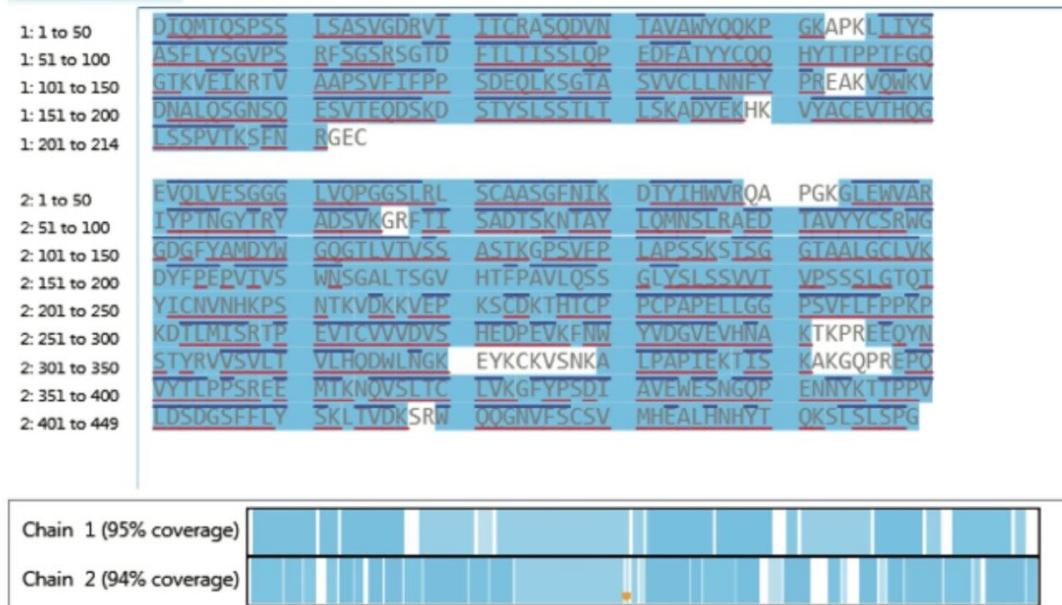 1: 1 to 50 DIQMTQSPSS LSASVGDRVT ITCRASQDVN TAVAWYQQKP GKAPKLLIYS
1: 51 to 100 ASFLYSGVPS RFSGSRSGTD FTLTISSLQP EDFATYYCQQ HYTTPPTFGQ
1: 101 to 150 GTKVEIKRTV AAPSVFIFPP SDEQLKSGTA SVVCLLNNFY PREAKVQWKV
1: 151 to 200 DNALQSGNSQ ESVTEQDSKD STYSLSSTLT LSKADYEKHK VYACEVTHQG
1: 201 to 214 LSSPVTKSFN RGEC
2: 1 to 50 EVQLVESGGG LVQPGGSLRL SCAASGFNIK DTYIHWVRQA PGKGLEWVAR
2: 51 to 100 IYPTNGYTRY ADSVKGRFTI SADTSKNTAY LQMNSLRAED TAVYYCSRWG
2: 101 to 150 GDGFYAMDYW GQGTLVTVSS ASTKGPSVFP LAPSSKSTSG GTAALGCLVK
2: 151 to 200 DYFPEPVTVS WNSGALTSGV HTFPAVLQSS GLYSLSSVVT VPSSSLGTQT
2: 201 to 250 YICNVNHKPS NTKVDKKVEP KSCDKTHTCP PCPAPELLGG PSVFLFPPKP
2: 251 to 300 KDTLMISRTP EVTCVVVDVS HEDPEVKFNW YVDGVEVHNA KTKPREEQYN
2: 301 to 350 STYRVVSVLT VLHQDWLNGK EYKCKVSNKA LPAPIEKTIS KAKGQPREPQ
2: 351 to 400 VYTLPPSREE MTKNQVSLTC LVKGFYPSDI AVEWESNGQP ENNYKTTPPV
2: 401 to 449 LDSDGSFFLY SKLTVDKSRW QQGNVFSCSV MHEALHNHYT QKSLSLSPG
Chain 1 (95% coverage)
Chain 2 (94% coverage)